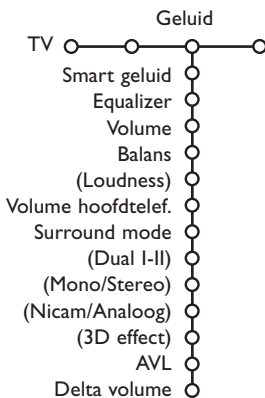 Geluid
TV
Smart geluid
Equalizer
Volume
Balans
(Loudness)
Volume hoofdtelef.
Surround mode
(Dual I-II)
(Mono/Stereo)
(Nicam/Analoog)
(3D effect)
AVL
Delta volume